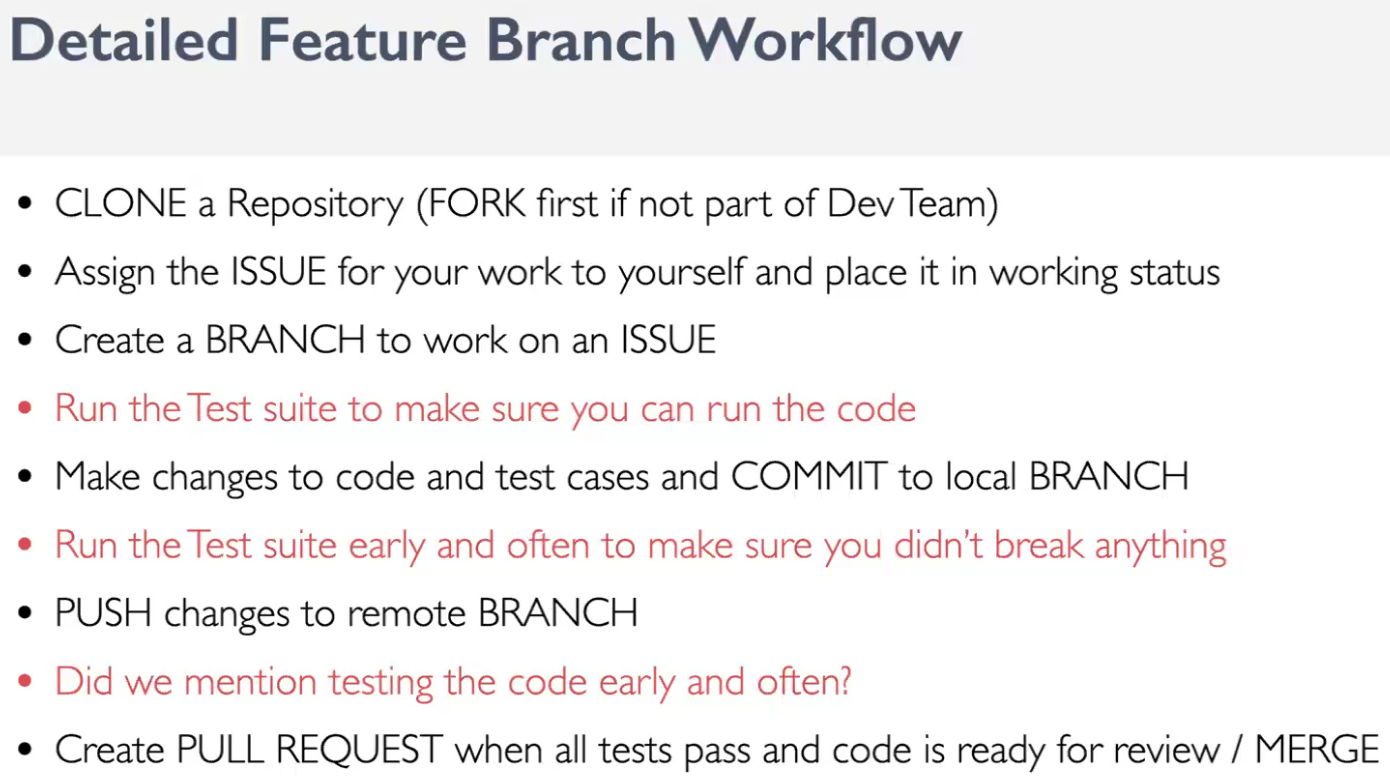 Detailed Feature Branch Workflow
• CLONE a Repository (FORK first if not part of Dev Team)
• Assign the ISSUE for your work to yourself and place it in working status
• Create a BRANCH to work on an ISSUE
• Run the Test suite to make sure you can run the code
• Make changes to code and test cases and COMMIT to local BRANCH
• Run the Test suite early and often to make sure you didn't break anything
• PUSH changes to remote BRANCH
• Did we mention testing the code early and often?
• Create PULL REQUEST when all tests pass and code is ready for review / MERGE